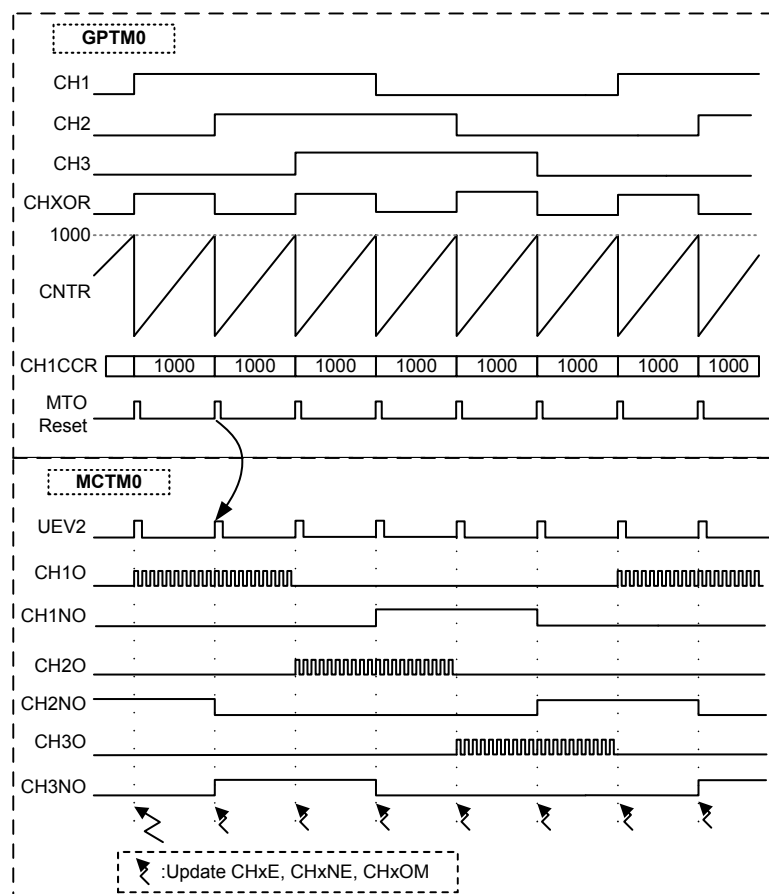 GPTM0
CH1
CH2
CH3
CHXOR
1000
CNTR
CH1CCR 1000 1000 1000 1000 1000 1000 1000 1000
MTO
Reset
MCTM0
UEV2
CH1O
CH1NO
CH2O
CH2NO
CH3O
CH3NO
:Update CHxE, CHxNE, CHxOM